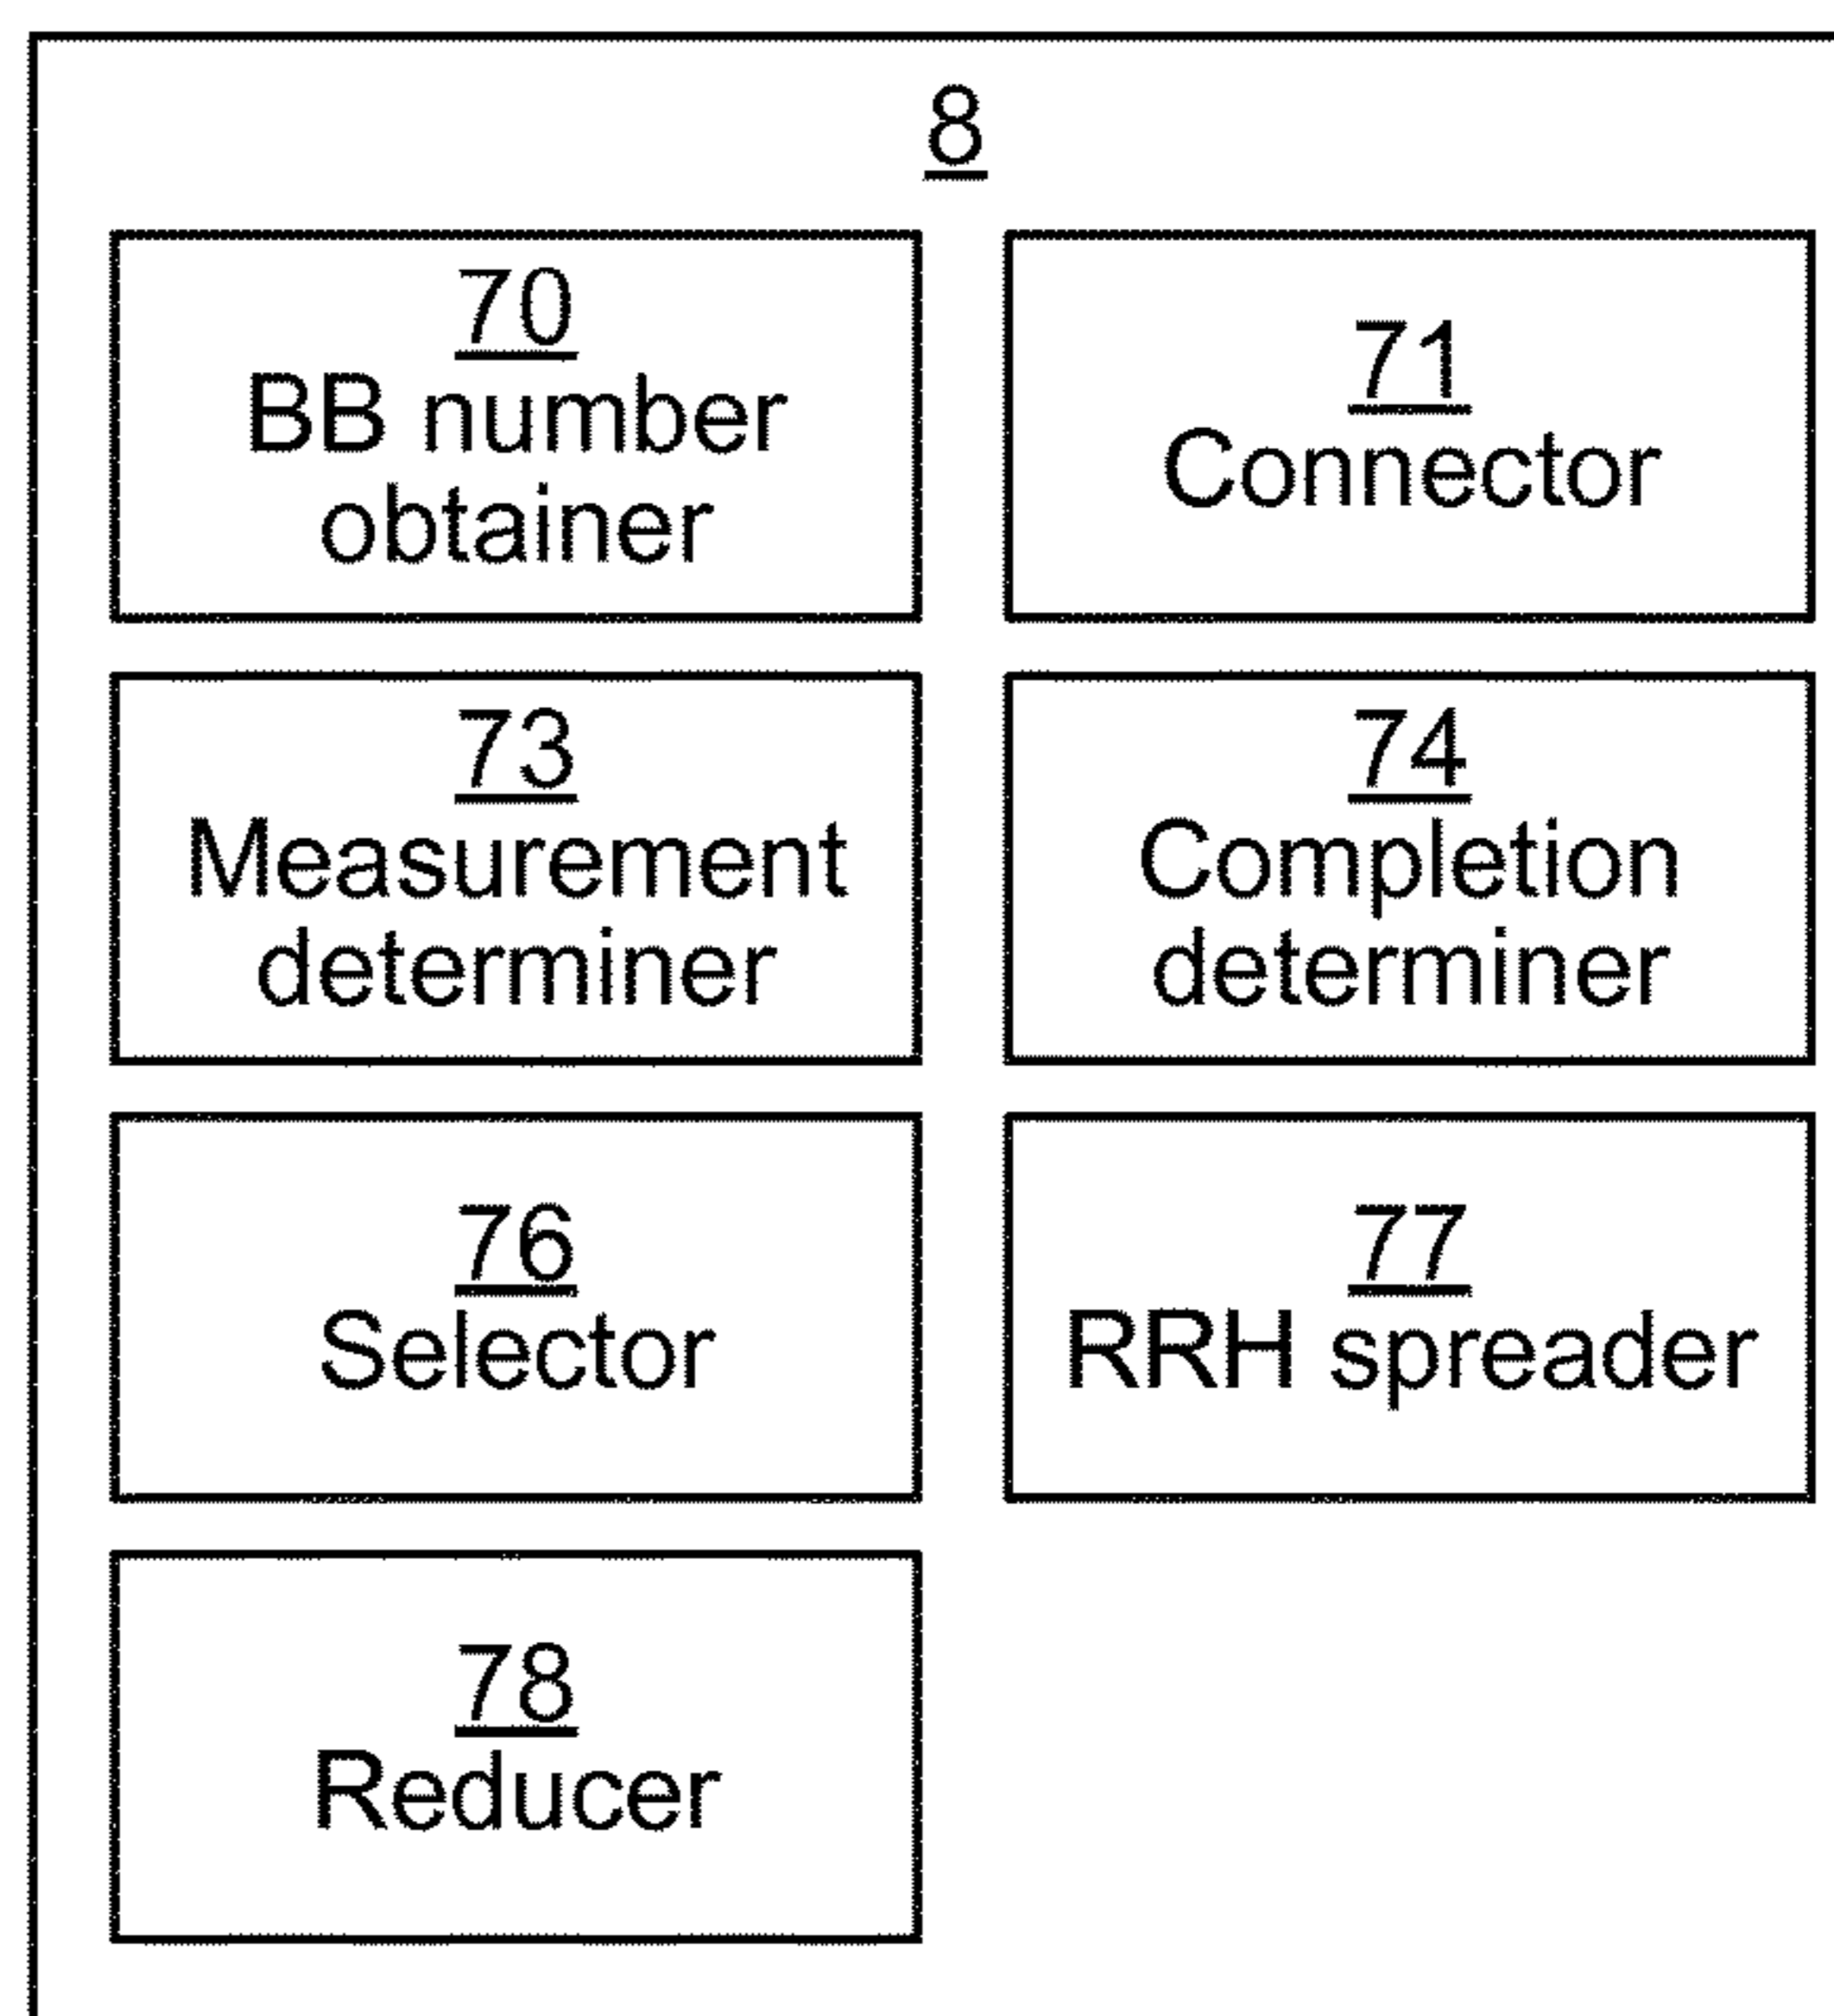 8
70
BB number
obtainer
71
Connector
73
Measurement
determiner
74
Completion
determiner
76
Selector
77
RRH spreader
78
Reducer